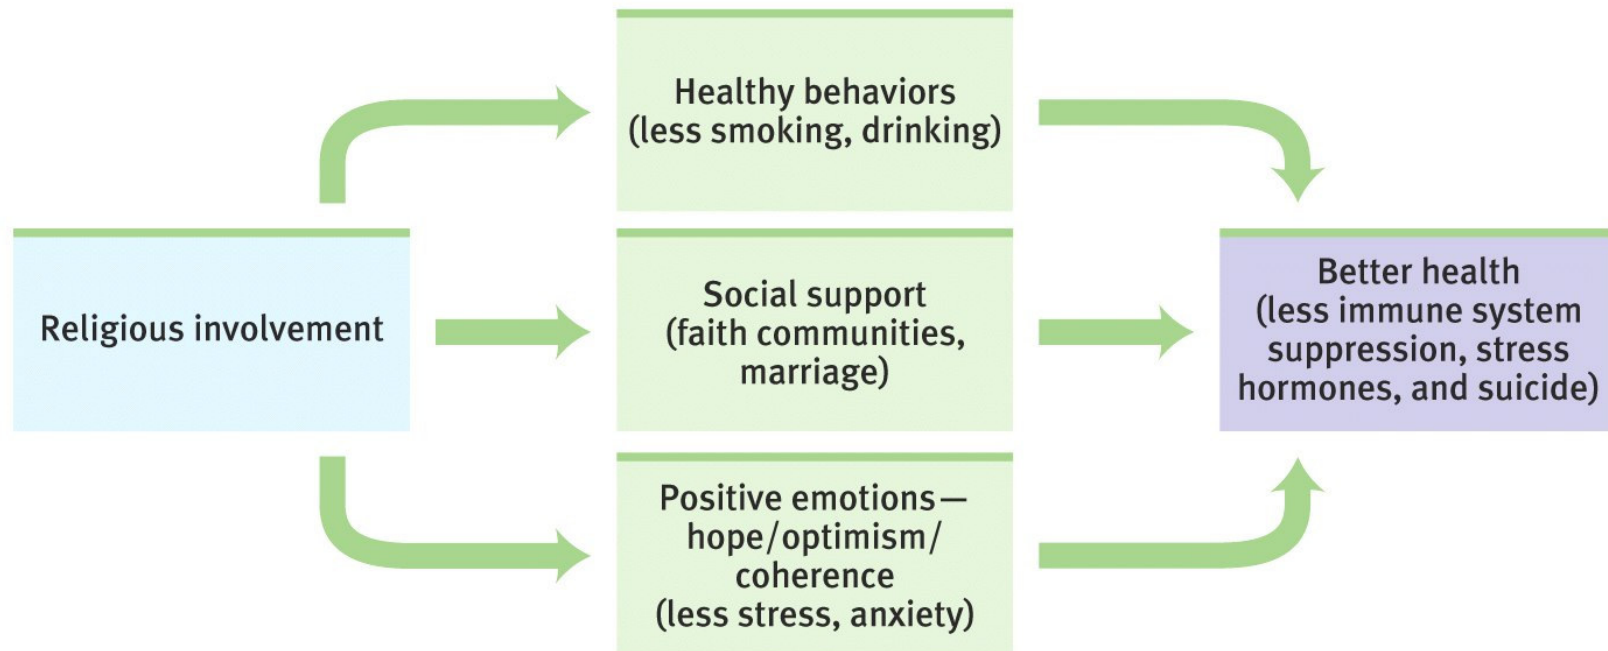 Healthy behaviors
(less smoking, drinking)
Religious involvement
Social support
(faith communities,
marriage)
Better health
(less immune system
suppression, stress
hormones, and suicide)
Positive emotions—
hope/optimism/
coherence
(less stress, anxiety)